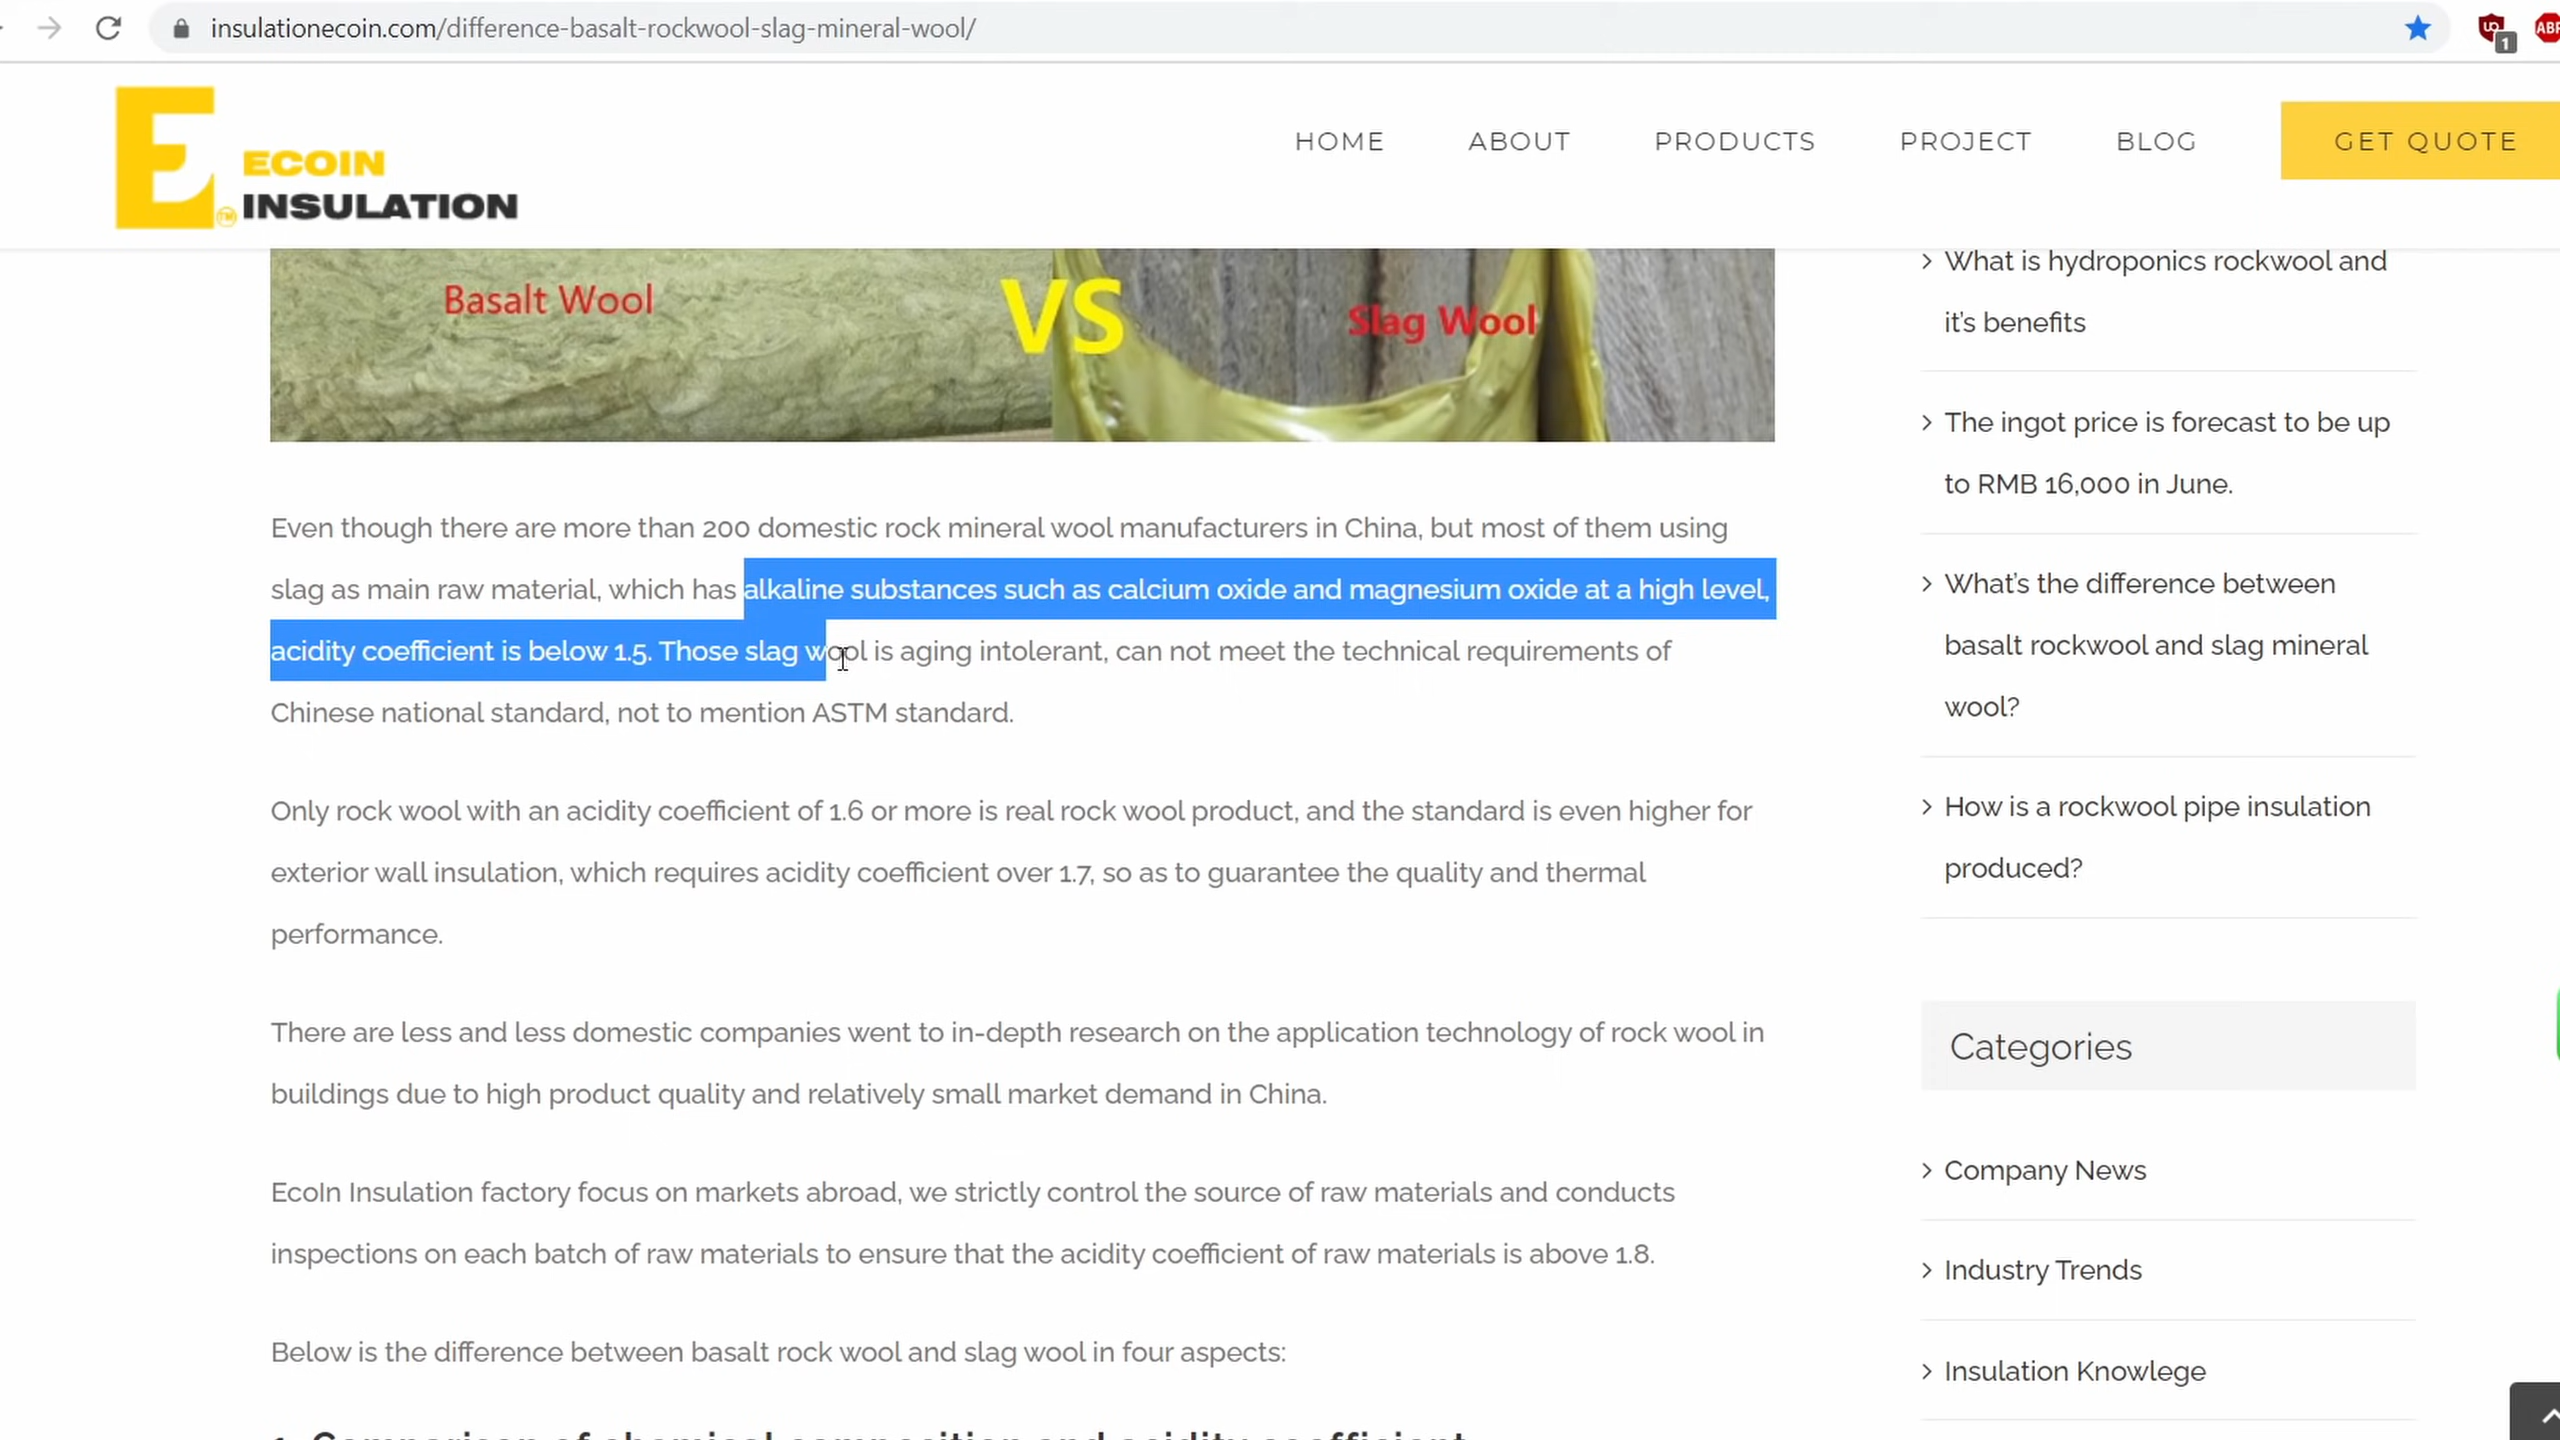 insulationecoin.com/difference-basalt-rockwool-slag-mineral-wool/
1
ABP
E
TM
ECOIN
INSULATION
HOME
ABOUT
PRODUCTS
PROJECT
BLOG
GET QUOTE
Basalt Wool
VS
Slag Wool
Even though there are more than 200 domestic rock mineral wool manufacturers in China, but most of them using
slag as main raw material, which has alkaline substances such as calcium oxide and magnesium oxide at a high level,
acidity coefficient is below 1.5. Those slag wool is aging intolerant, can not meet the technical requirements of
Chinese national standard, not to mention ASTM standard.
Only rock wool with an acidity coefficient of 1.6 or more is real rock wool product, and the standard is even higher for
exterior wall insulation, which requires acidity coefficient over 1.7, so as to guarantee the quality and thermal
performance.
There are less and less domestic companies went to in-depth research on the application technology of rock wool in
buildings due to high product quality and relatively small market demand in China.
EcoIn Insulation factory focus on markets abroad, we strictly control the source of raw materials and conducts
inspections on each batch of raw materials to ensure that the acidity coefficient of raw materials is above 1.8.
Below is the difference between basalt rock wool and slag wool in four aspects:
1. Comparison of chemical composition and acidity coefficient
What is hydroponics rockwool and
it's benefits
The ingot price is forecast to be up
to RMB 16,000 in June.
What's the difference between
basalt rockwool and slag mineral
wool?
How is a rockwool pipe insulation
produced?
Categories
Company News
Industry Trends
Insulation Knowlege